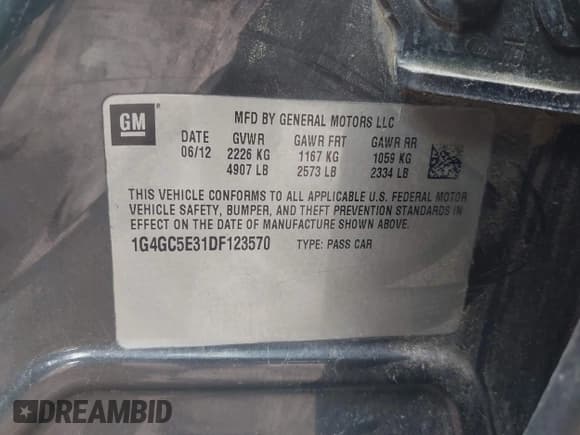 GM
MFD BY GENERAL MOTORS LLC
DATE GVWR GAWR FRT GAWR RR
06/12 2226 KG 1167 KG 1059 KG
4907 LB 2573 LB 2334 LB
THIS VEHICLE CONFORMS TO ALL APPLICABLE U.S. FEDERAL MOTOR
VEHICLE SAFETY, BUMPER, AND THEFT PREVENTION STANDARDS IN
EFFECT ON THE DATE OF MANUFACTURE SHOWN ABOVE.
1G4GC5E31DF123570 TYPE: PASS CAR
DREAMBID